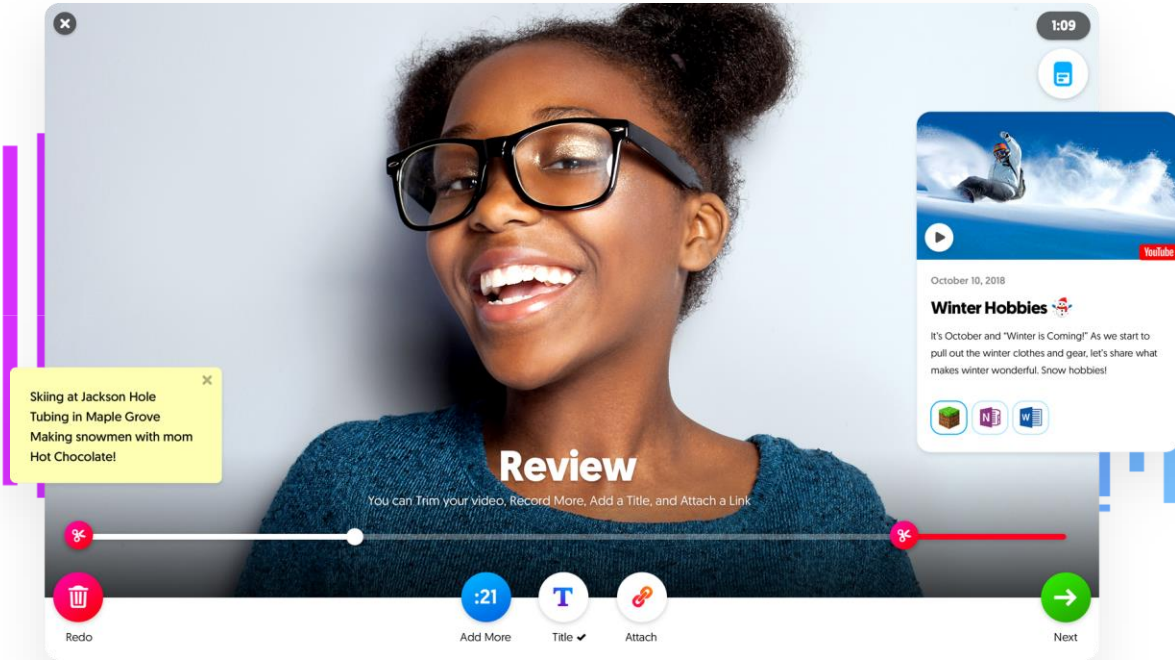 1:09
YouTube
October 10, 2018
Winter Hobbies
It's October and "Winter is Coming!" As we start to
pull out the winter clothes and gear, let's share what
makes winter wonderful. Snow hobbies!
N
W
Skiing at Jackson Hole
Tubing in Maple Grove
Making snowmen with mom
Hot Chocolate!
Review
You can Trim your video, Record More, Add a Title, and Attach a Link
:21
T
Redo
Add More
Title
Attach
Next